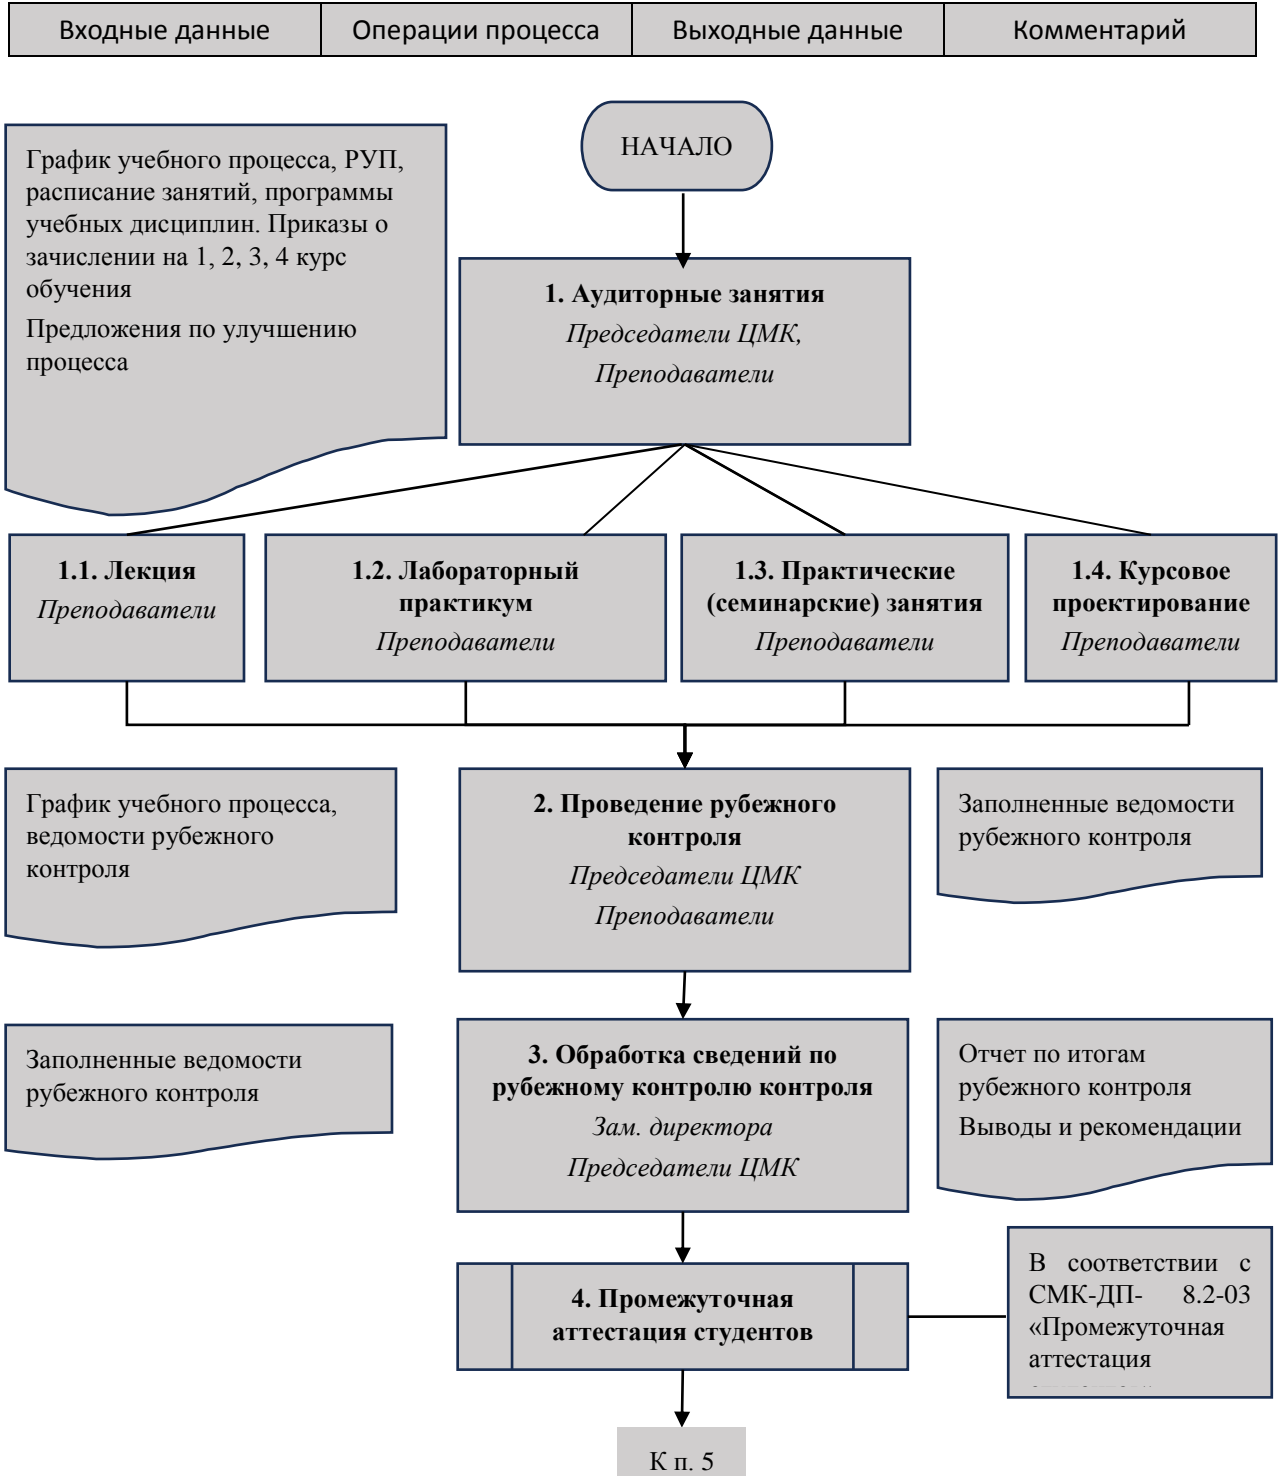 Входные данные
Операции процесса
Выходные данные
Комментарий
НАЧАЛО
График учебного процесса, РУП,
расписание занятий, программы
учебных дисциплин. Приказы о
зачислении на 1, 2, 3, 4 курс
обучения
Предложения по улучшению
процесса
1. Аудиторные занятия
Председатели ЦМК,
Преподаватели
1.1. Лекция
Преподаватели
1.2. Лабораторный
практикум
Преподаватели
1.3. Практические
(семинарские) занятия
Преподаватели
1.4. Курсовое
проектирование
Преподаватели
График учебного процесса,
ведомости рубежного
контроля
2. Проведение рубежного
контроля
Председатели ЦМК
Преподаватели
Заполненные ведомости
рубежного контроля
Заполненные ведомости
рубежного контроля
3. Обработка сведений по
рубежному контролю контроля
Зам. директора
Председатели ЦМК
Отчет по итогам
рубежного контроля
Выводы и рекомендации
4. Промежуточная
аттестация студентов
В соответствии с
СМК-ДП- 8.2-03
«Промежуточная
аттестация
К п. 5